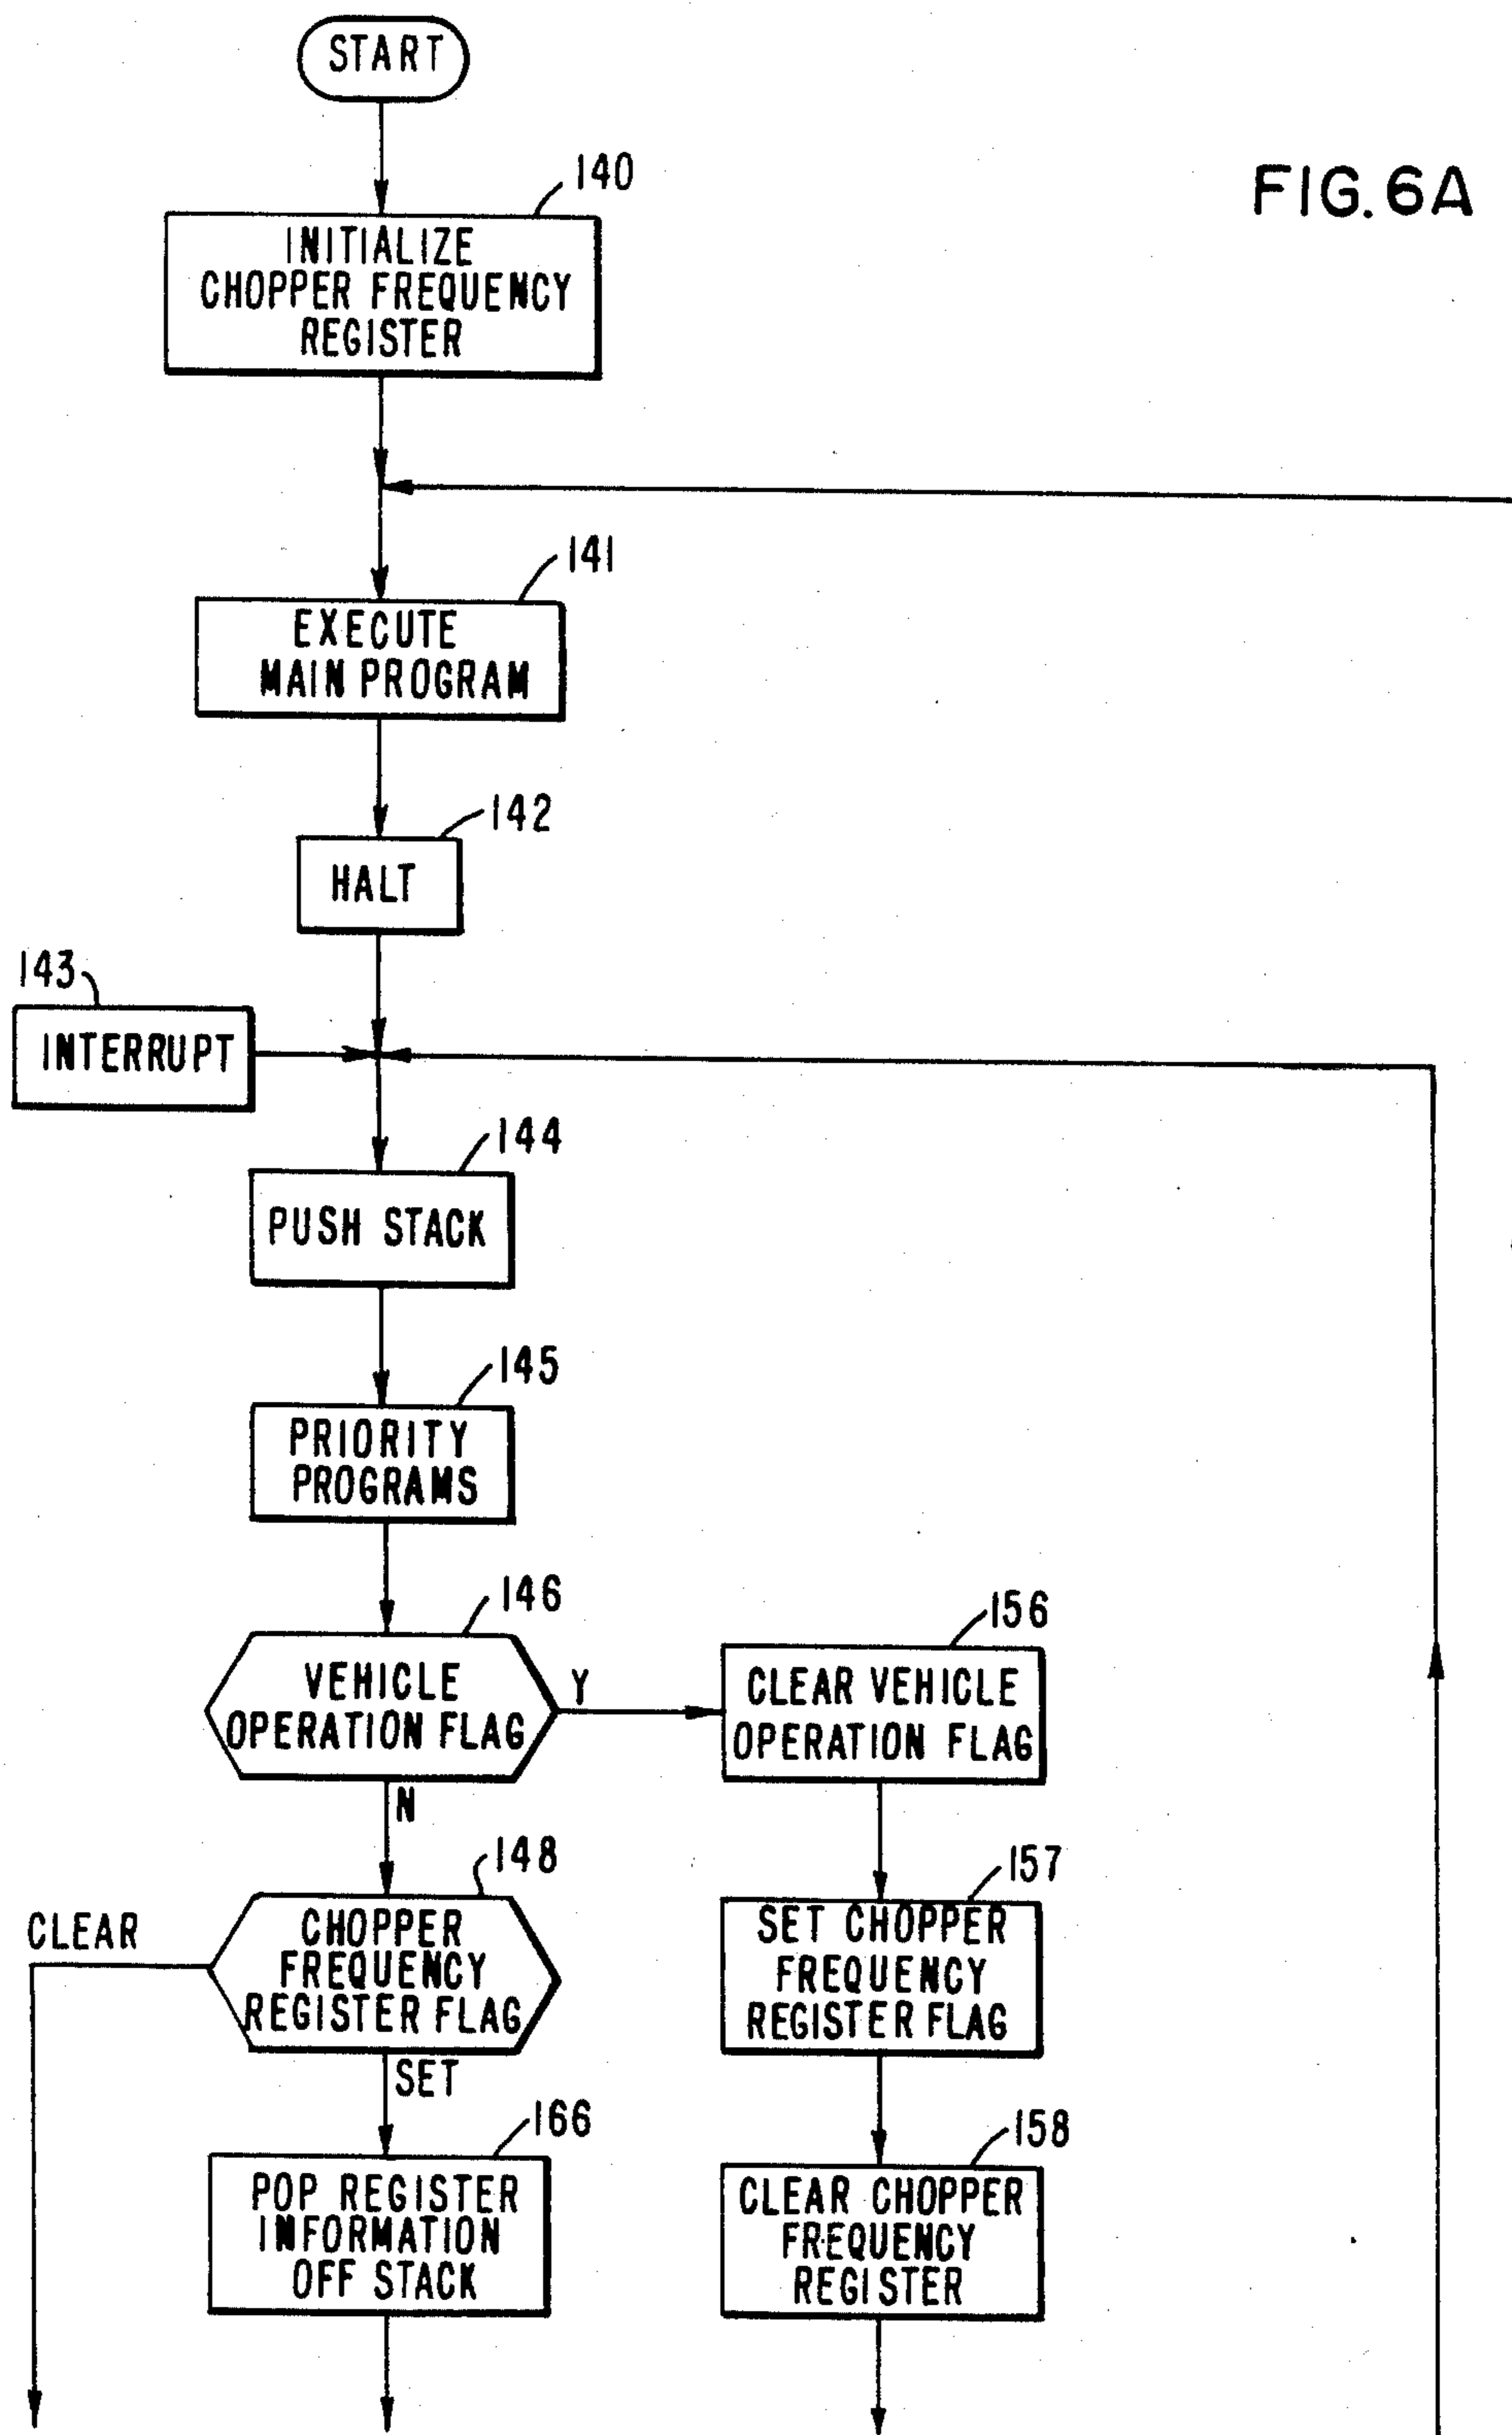 START
FIG. 6A
140
INITIALIZE
CHOPPER FREQUENCY
REGISTER
141
EXECUTE
MAIN PROGRAM
142
HALT
143
INTERRUPT
144
PUSH STACK
145
PRIORITY
PROGRAMS
146
VEHICLE
OPERATION FLAG
Y
N
156
CLEAR VEHICLE
OPERATION FLAG
148
CHOPPER
FREQUENCY
REGISTER FLAG
CLEAR
SET
157
SET CHOPPER
FREQUENCY
REGISTER FLAG
166
POP REGISTER
INFORMATION
OFF STACK
158
CLEAR CHOPPER
FREQUENCY
REGISTER